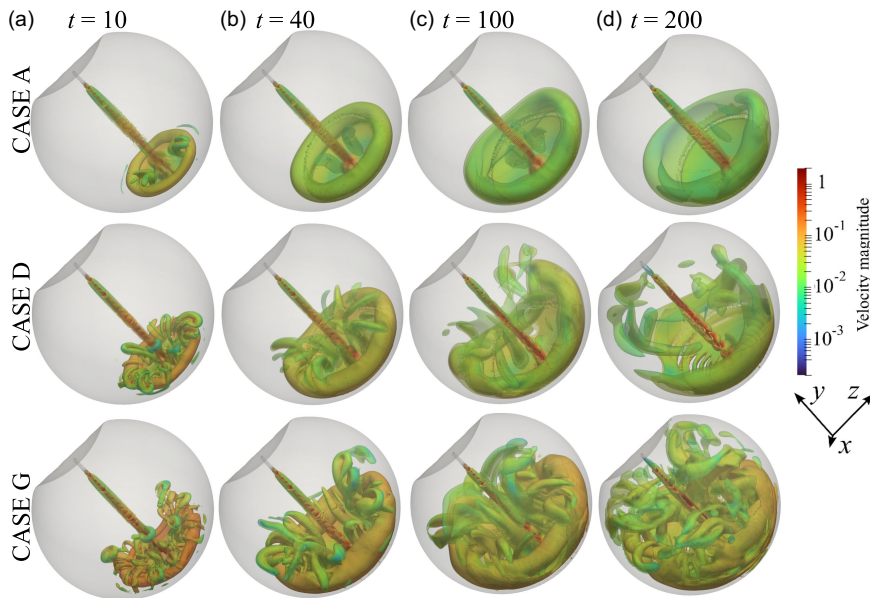 (a) t = 10 (b) t = 40 (c) t = 100 (d) t = 200
CASE A
CASE D
CASE G
1
10⁻¹
10⁻²
10⁻³
Velocity magnitude
y z
x